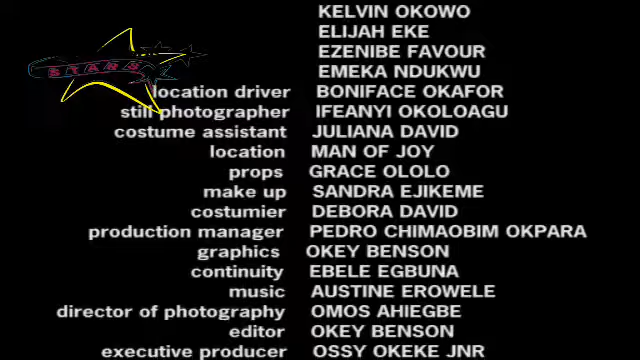 KELVIN OKOWO
ELIJAH EKE
EZENIBE FAVOUR
EMEKA NDUKWU
STARS
location driver BONIFACE OKAFOR
still photographer IFEANYI OKOLOAGU
costume assistant JULIANA DAVID
location MAN OF JOY
props GRACE OLOLO
make up SANDRA EJIKEME
costumier DEBORA DAVID
production manager PEDRO CHIMAOBIM OKPARA
graphics OKEY BENSON
continuity EBELE EGBUNA
music AUSTINE EROWELE
director of photography OMOS AHIEGBE
editor OKEY BENSON
executive producer OSSY OKEKE JNR